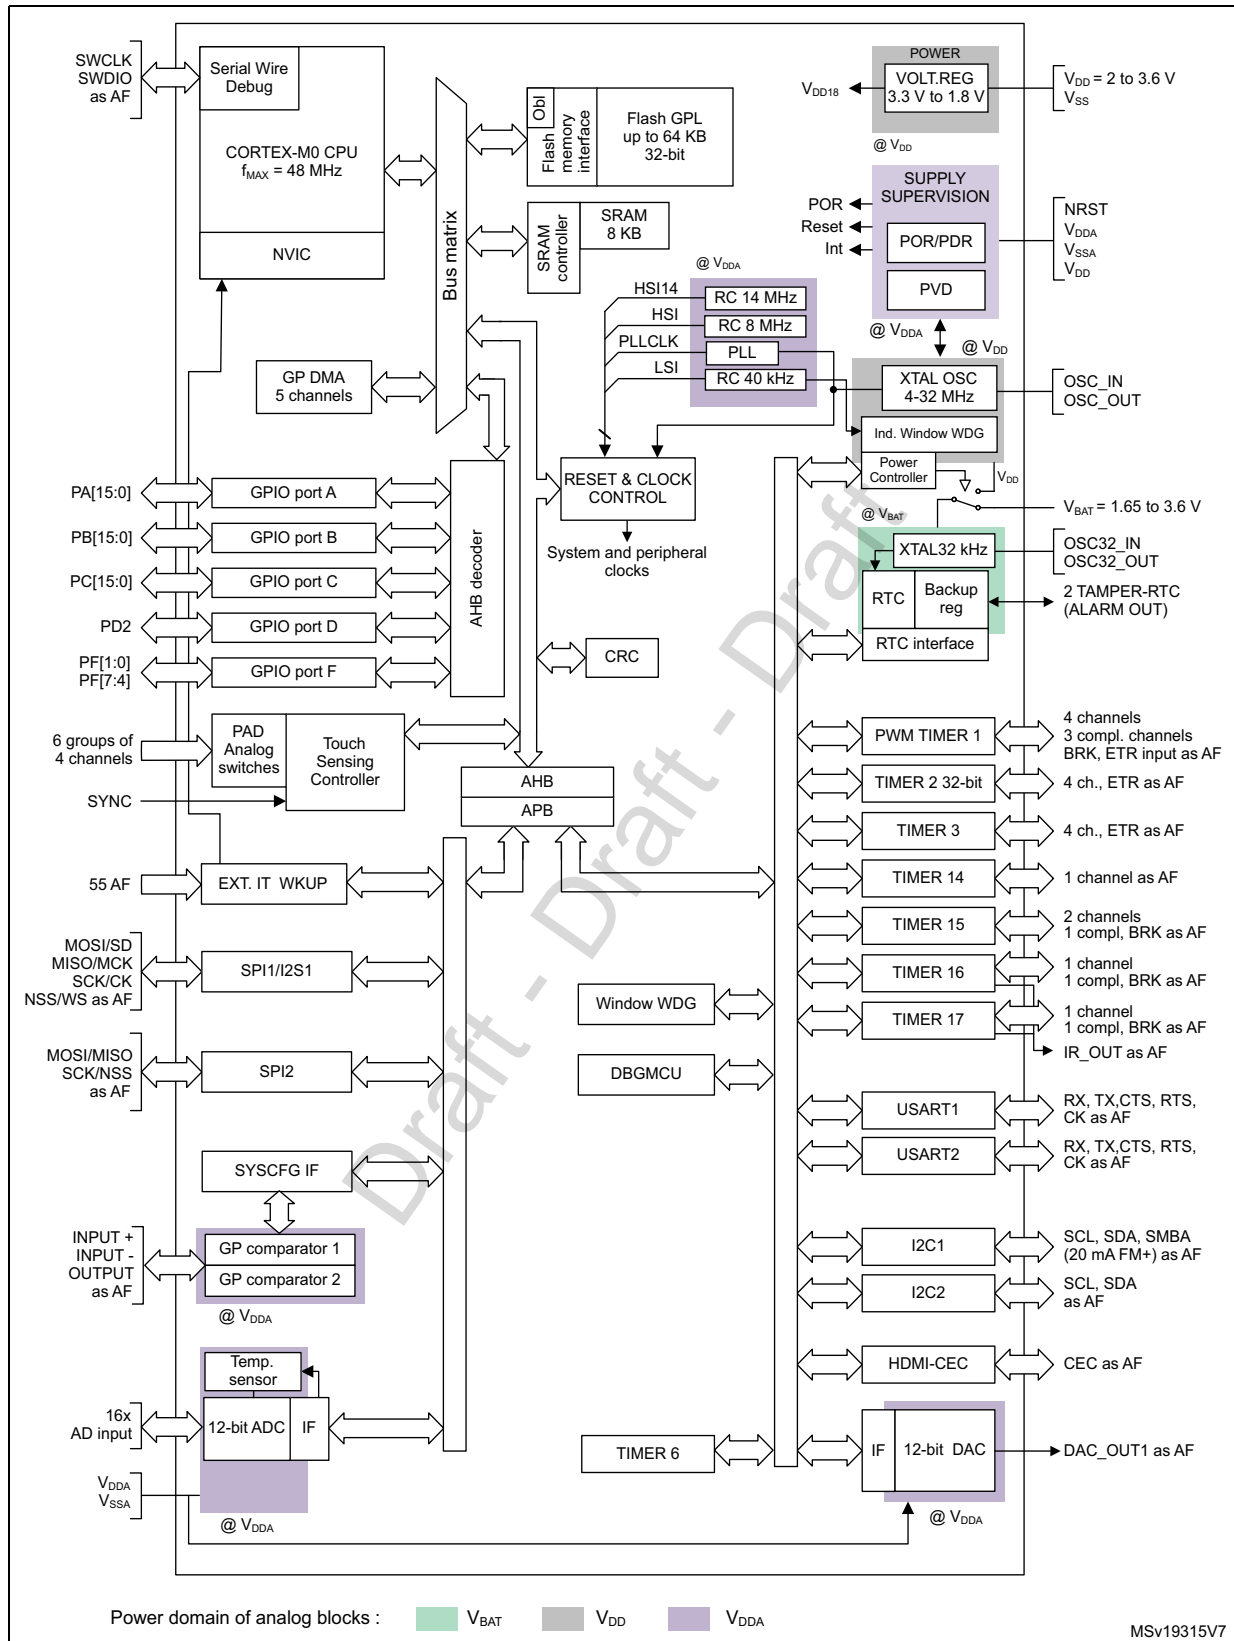 SWCLK
SWDIO
as AF
Serial Wire
Debug
CORTEX-M0 CPU
fMAX = 48 MHz
NVIC
Bus matrix
Obl
Flash
memory
interface
Flash GPL
up to 64 KB
32-bit
SRAM
controller
SRAM
8 KB
POWER
VOLT.REG
3.3 V to 1.8 V
VDD18
VDD = 2 to 3.6 V
VSS
@ VDD
SUPPLY
SUPERVISION
POR
Reset
Int
POR/PDR
PVD
NRST
VDDA
VSSA
VDD
@ VDDA
@ VDD
@ VDDA
HSI14
HSI
PLLCLK
LSI
RC 14 MHz
RC 8 MHz
PLL
RC 40 kHz
XTAL OSC
4-32 MHz
OSC_IN
OSC_OUT
Ind. Window WDG
Power
Controller
VDD
@ VBAT
VBAT = 1.65 to 3.6 V
GP DMA
5 channels
RESET & CLOCK
CONTROL
System and peripheral
clocks
XTAL32 kHz
OSC32_IN
OSC32_OUT
RTC
Backup
reg
2 TAMPER-RTC
(ALARM OUT)
RTC interface
PA[15:0]
GPIO port A
PB[15:0]
GPIO port B
PC[15:0]
GPIO port C
PD2
GPIO port D
PF[1:0]
PF[7:4]
GPIO port F
AHB decoder
CRC
6 groups of
4 channels
SYNC
PAD
Analog
switches
Touch
Sensing
Controller
AHB
APB
PWM TIMER 1
4 channels
3 compl. channels
BRK, ETR input as AF
TIMER 2 32-bit
4 ch., ETR as AF
TIMER 3
4 ch., ETR as AF
55 AF
EXT. IT WKUP
TIMER 14
1 channel as AF
TIMER 15
2 channels
1 compl, BRK as AF
MOSI/SD
MISO/MCK
SCK/CK
NSS/WS as AF
SPI1/I2S1
TIMER 16
1 channel
1 compl, BRK as AF
Window WDG
TIMER 17
1 channel
1 compl, BRK as AF
IR_OUT as AF
MOSI/MISO
SCK/NSS
as AF
SPI2
DBGMCU
USART1
RX, TX,CTS, RTS,
CK as AF
USART2
RX, TX,CTS, RTS,
CK as AF
SYSCFG IF
INPUT +
INPUT -
OUTPUT
as AF
GP comparator 1
GP comparator 2
@ VDDA
I2C1
SCL, SDA, SMBA
(20 mA FM+) as AF
I2C2
SCL, SDA
as AF
Temp.
sensor
HDMI-CEC
CEC as AF
16x
AD input
12-bit ADC
IF
TIMER 6
IF
12-bit DAC
DAC_OUT1 as AF
VDDA
VSSA
@ VDDA
@ VDDA
Draft - Draft - Draft
Power domain of analog blocks :
VBAT
VDD
VDDA
MSv19315V7